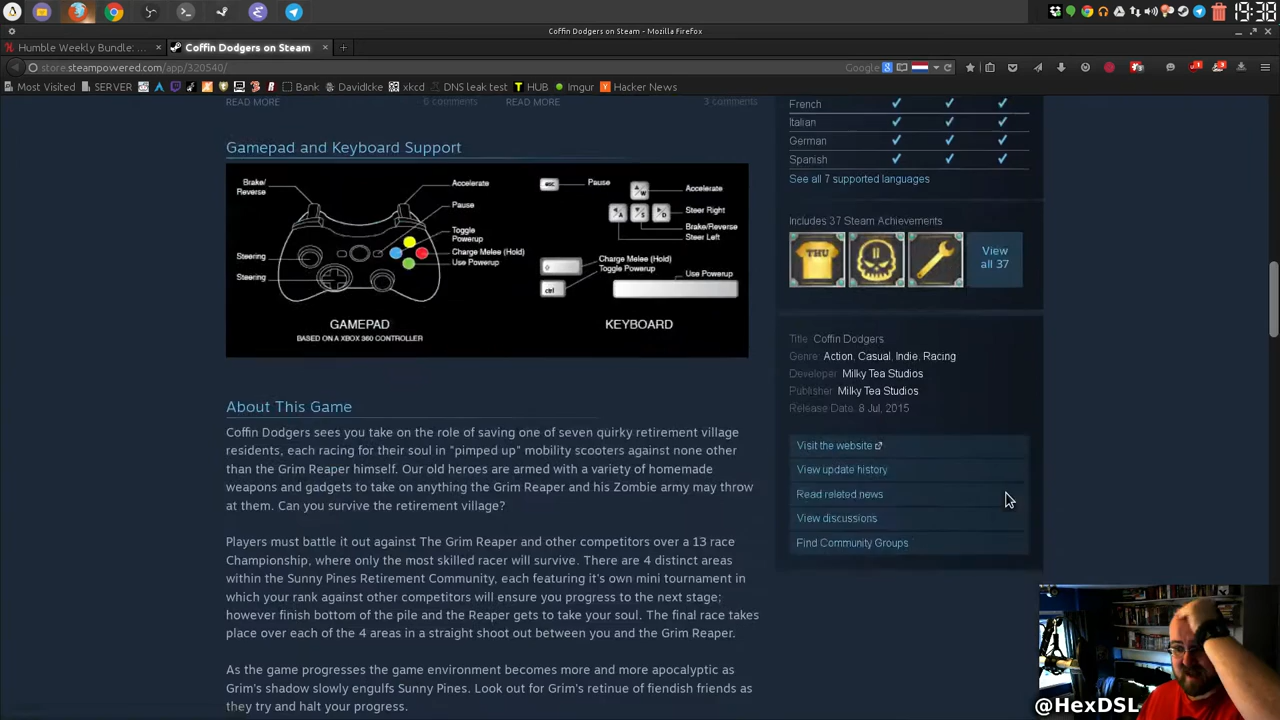 19:38
Coffin Dodgers on Steam - Mozilla Firefox
Humble Weekly Bundle: ...
Coffin Dodgers on Steam
store.steampowered.com/app/320540/
Google
Most Visited
SERVER
Bank
DavidIcke
xkcd
DNS leak test
HUB
Imgur
Hacker News
READ MORE
0 comments
READ MORE
3 comments
Gamepad and Keyboard Support
Brake/
Reverse
Accelerate
Pause
Toggle
Powerup
Steering
Charge Melee (Hold)
Use Powerup
Steering
GAMEPAD
BASED ON A XBOX 360 CONTROLLER
esc
Pause
W
Accelerate
A
S
D
Steer Right
Brake/Reverse
Steer Left
Charge Melee (Hold)
Toggle Powerup
ctrl
Use Powerup
KEYBOARD
About This Game
Coffin Dodgers sees you take on the role of saving one of seven quirky retirement village
residents, each racing for their soul in "pimped up" mobility scooters against none other
than the Grim Reaper himself. Our old heroes are armed with a variety of homemade
weapons and gadgets to take on anything the Grim Reaper and his Zombie army may throw
at them. Can you survive the retirement village?
Players must battle it out against The Grim Reaper and other competitors over a 13 race
Championship, where only the most skilled racer will survive. There are 4 distinct areas
within the Sunny Pines Retirement Community, each featuring it's own mini tournament in
which your rank against other competitors will ensure you progress to the next stage;
however finish bottom of the pile and the Reaper gets to take your soul. The final race takes
place over each of the 4 areas in a straight shoot out between you and the Grim Reaper.
As the game progresses the game environment becomes more and more apocalyptic as
Grim's shadow slowly engulfs Sunny Pines. Look out for Grim's retinue of fiendish friends as
they try and halt your progress.
French
Italian
German
Spanish
See all 7 supported languages
Includes 37 Steam Achievements
THU
View
all 37
Title: Coffin Dodgers
Genre: Action, Casual, Indie, Racing
Developer: Milky Tea Studios
Publisher: Milky Tea Studios
Release Date: 8 Jul, 2015
Visit the website
View update history
Read related news
View discussions
Find Community Groups
@HexDSL